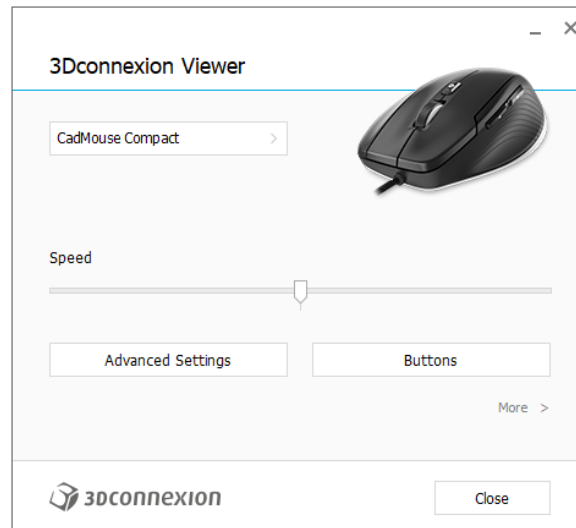 3Dconnexion Viewer
CadMouse Compact
Speed
Advanced Settings
Buttons
More >
3DCONNEXION
Close